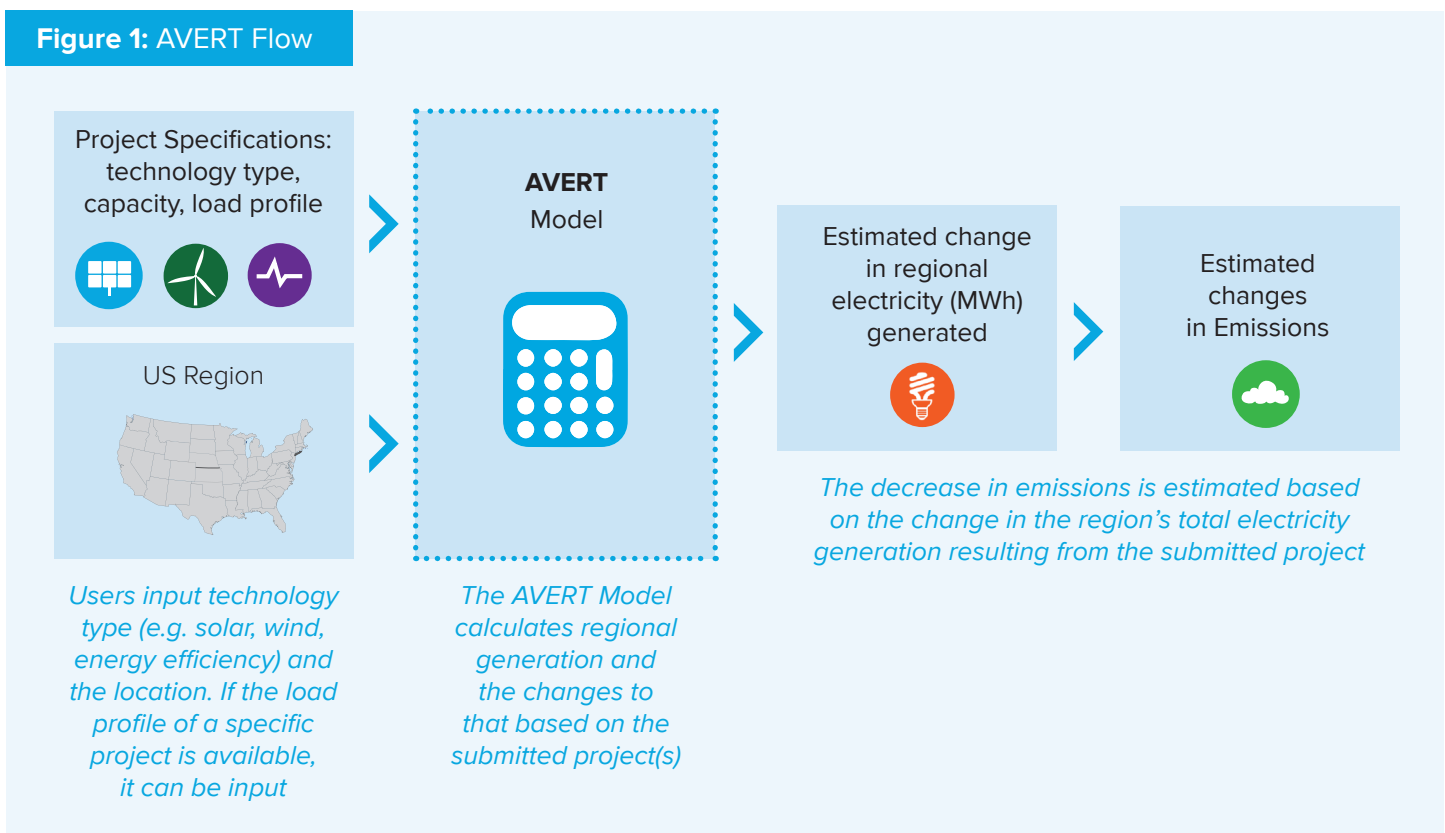 Figure 1: AVERT Flow
Project Specifications:
technology type,
capacity, load profile
US Region
Users input technology
type (e.g. solar, wind,
energy efficiency) and
the location. If the load
profile of a specific
project is available,
it can be input
AVERT
Model
The AVERT Model
calculates regional
generation and
the changes to
that based on the
submitted project(s)
Estimated change
in regional
electricity (MWh)
generated
Estimated
changes
in Emissions
The decrease in emissions is estimated based
on the change in the region’s total electricity
generation resulting from the submitted project